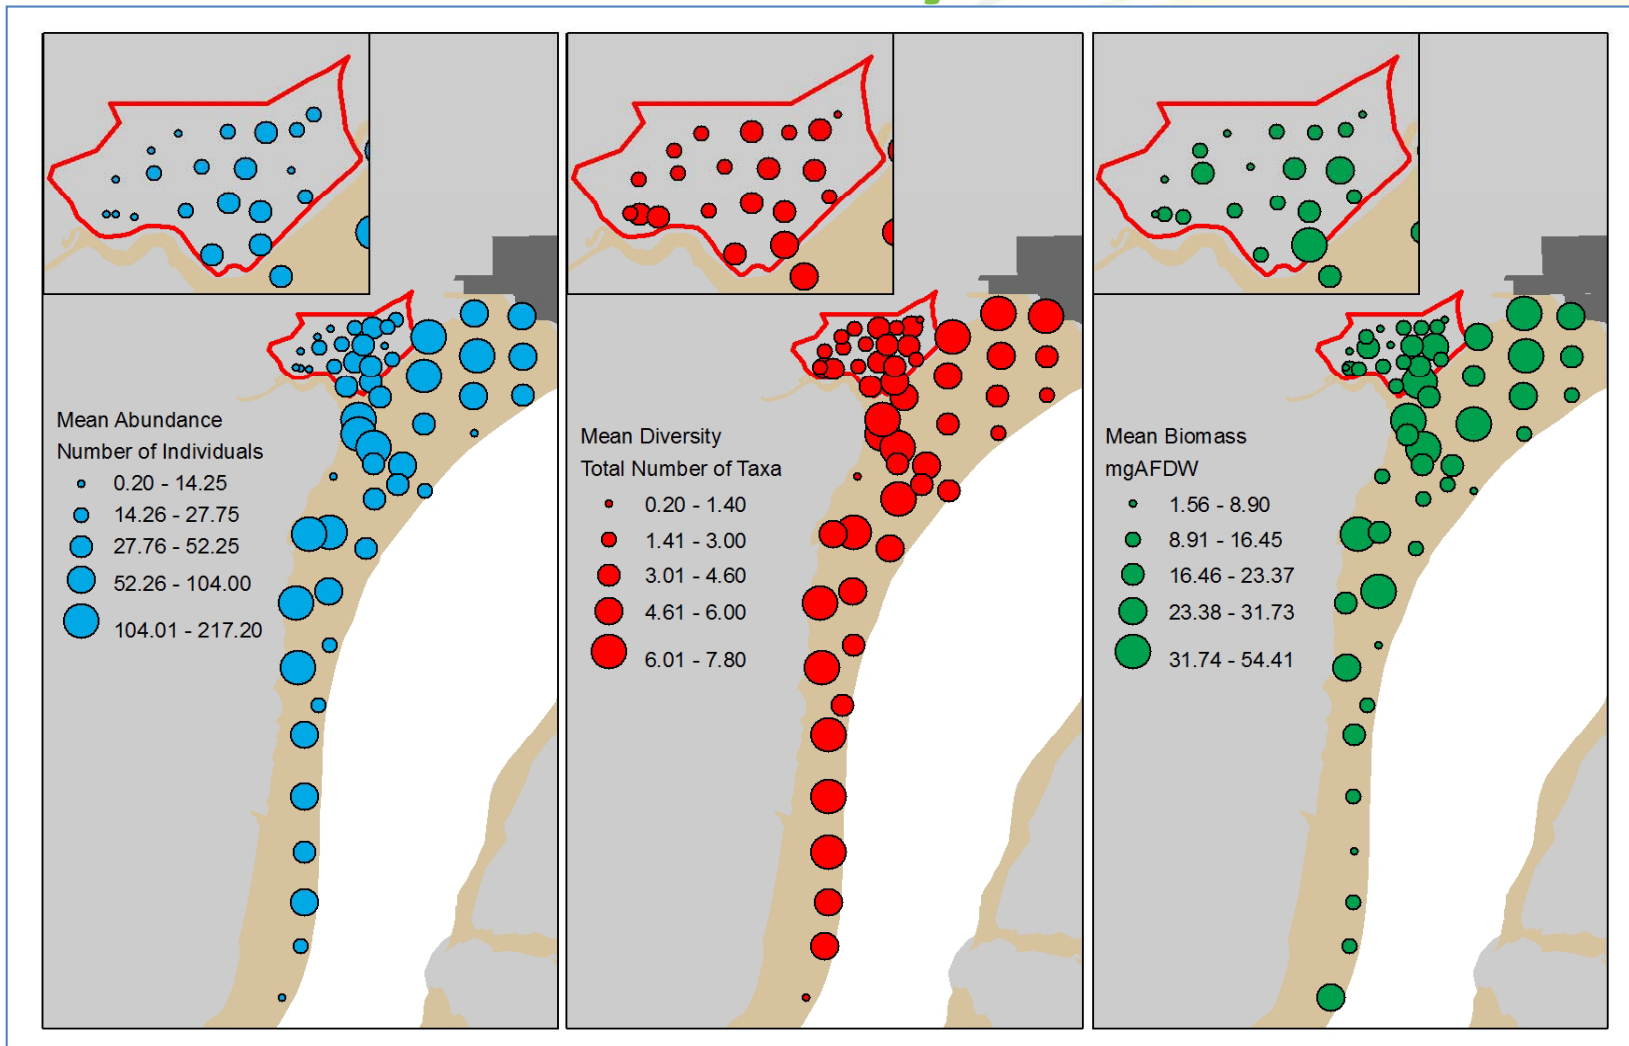 Mean Abundance
Number of Individuals
0.20 - 14.25
14.26 - 27.75
27.76 - 52.25
52.26 - 104.00
104.01 - 217.20
Mean Diversity
Total Number of Taxa
0.20 - 1.40
1.41 - 3.00
3.01 - 4.60
4.61 - 6.00
6.01 - 7.80
Mean Biomass
mgAFDW
1.56 - 8.90
8.91 - 16.45
16.46 - 23.37
23.38 - 31.73
31.74 - 54.41